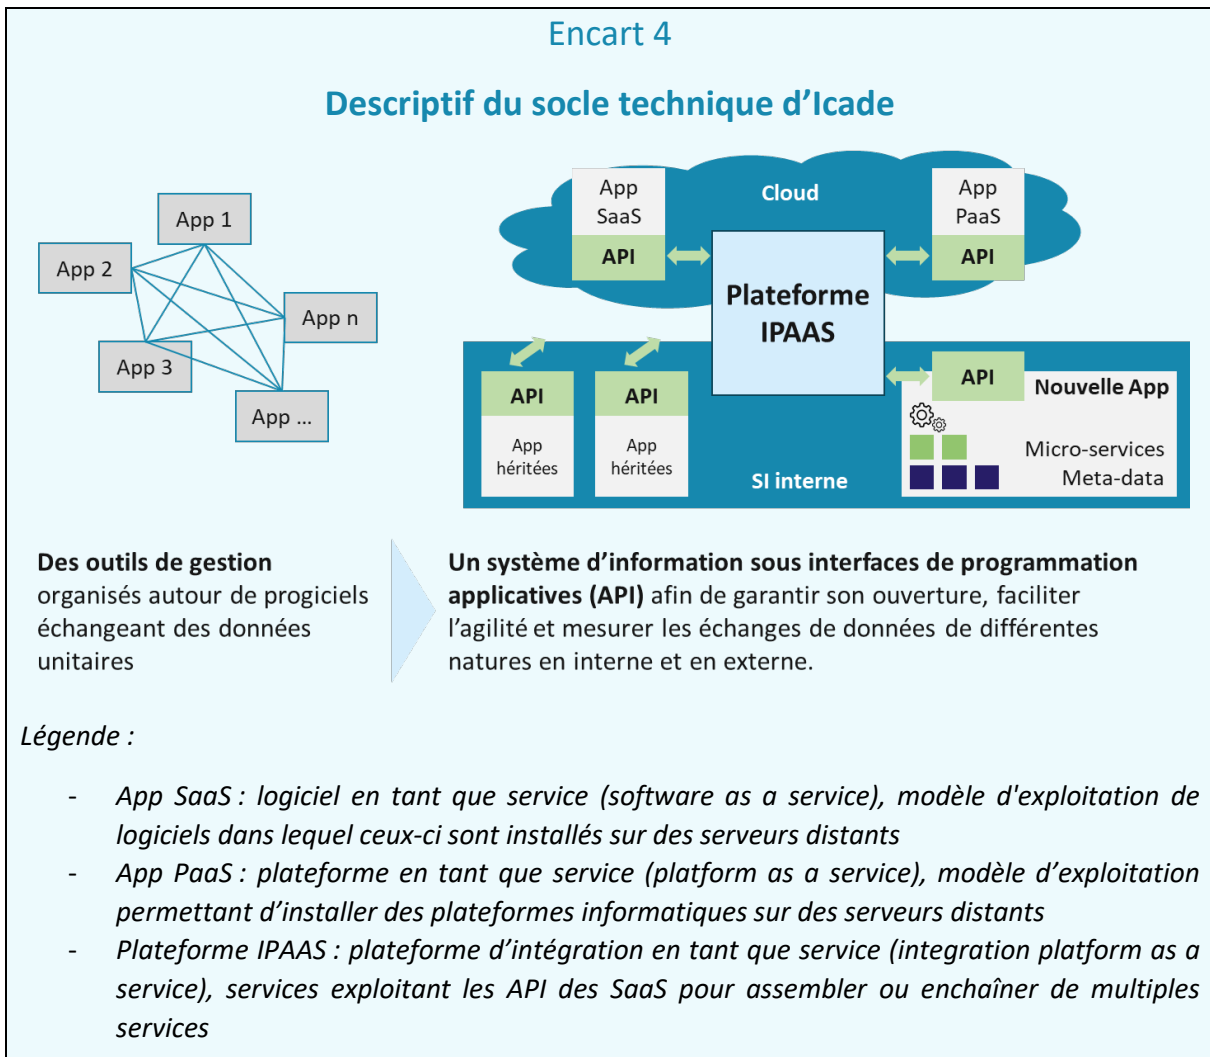 Encart 4
Descriptif du socle technique d’Icade
App 1
App 2
App n
App 3
App ...
Cloud
App
SaaS
API
App
PaaS
API
Plateforme
IPAAS
API
App
héritées
API
App
héritées
SI interne
API
Nouvelle App
Micro-services
Meta-data
Des outils de gestion
organisés autour de progiciels
échangeant des données
unitaires
Un système d’information sous interfaces de programmation
applicatives (API) afin de garantir son ouverture, faciliter
l’agilité et mesurer les échanges de données de différentes
natures en interne et en externe.
Légende :
- App SaaS : logiciel en tant que service (software as a service), modèle d'exploitation de
logiciels dans lequel ceux-ci sont installés sur des serveurs distants
- App PaaS : plateforme en tant que service (platform as a service), modèle d’exploitation
permettant d’installer des plateformes informatiques sur des serveurs distants
- Plateforme IPAAS : plateforme d’intégration en tant que service (integration platform as a
service), services exploitant les API des SaaS pour assembler ou enchaîner de multiples
services